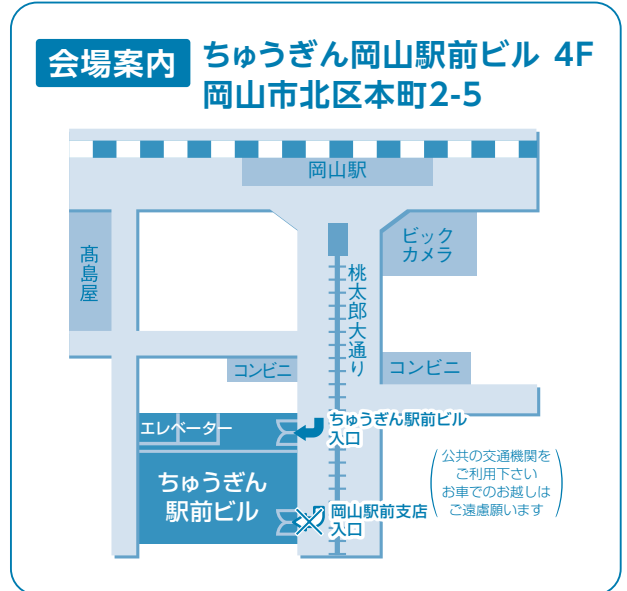 会場案内
ちゅうぎん岡山駅前ビル 4F
岡山市北区本町2-5
岡山駅
髙島屋
ビック
カメラ
桃太郎大通り
コンビニ
コンビニ
エレベーター
ちゅうぎん駅前ビル
入口
ちゅうぎん
駅前ビル
岡山駅前支店
入口
公共の交通機関を
ご利用下さい
お車でのお越しは
ご遠慮願います